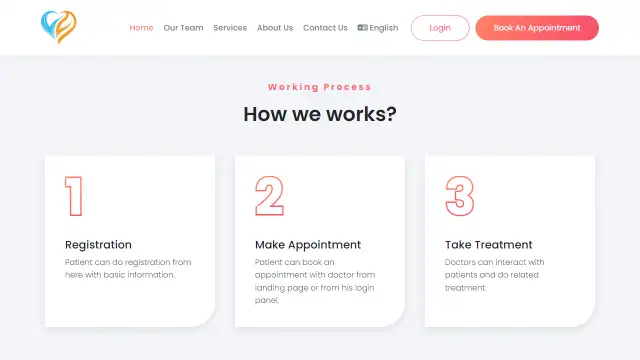 Home Our Team Services About Us Contact Us English Login Book An Appointment
Working Process
How we works?
1
Registration
Patient can do registration from
here with basic information.
2
Make Appointment
Patient can book an
appointment with doctor from
landing page or from his login
panel.
3
Take Treatment
Doctors can interact with
patients and do related
treatment.